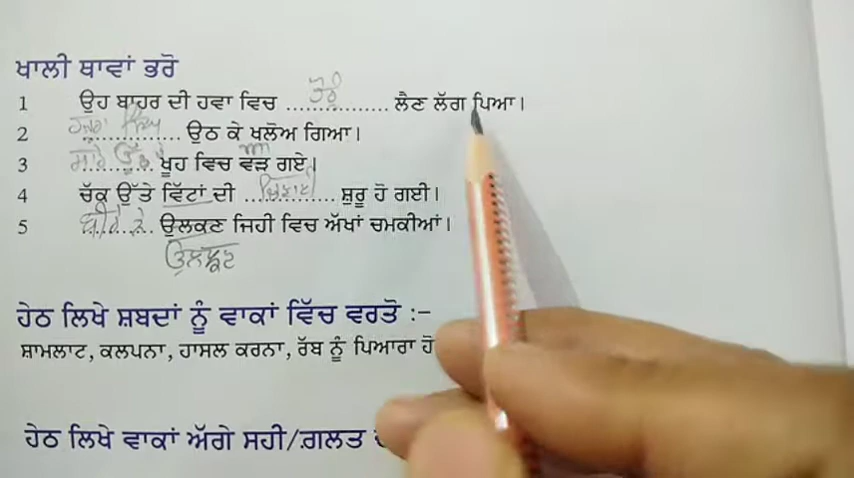 ਖਾਲੀ ਥਾਵਾਂ ਭਰੋ
1 ਉਹ ਬਾਹਰ ਦੀ ਹਵਾ ਵਿਚ ................ ਲੈਣ ਲੱਗ ਪਿਆ।
2 ............... ਉਠ ਕੇ ਖਲੋਅ ਗਿਆ।
3 ਸਾਰੇ ਉੱਠ ਖੂਹ ਵਿਚ ਵੜ ਗਏ।
4 ਚੱਕ ਉੱਤੇ ਵਿੱਟਾਂ ਦੀ .............. ਸ਼ੁਰੂ ਹੋ ਗਈ।
5 ............ ਉਲਕਣ ਜਿਹੀ ਵਿਚ ਅੱਖਾਂ ਚਮਕੀਆਂ।
ਹੇਠ ਲਿਖੇ ਸ਼ਬਦਾਂ ਨੂੰ ਵਾਕਾਂ ਵਿੱਚ ਵਰਤੋ :-
ਸ਼ਾਮਲਾਟ, ਕਲਪਨਾ, ਹਾਸਲ ਕਰਨਾ, ਰੱਬ ਨੂੰ ਪਿਆਰਾ ਹੋ
ਹੇਠ ਲਿਖੇ ਵਾਕਾਂ ਅੱਗੇ ਸਹੀ/ਗ਼ਲਤ